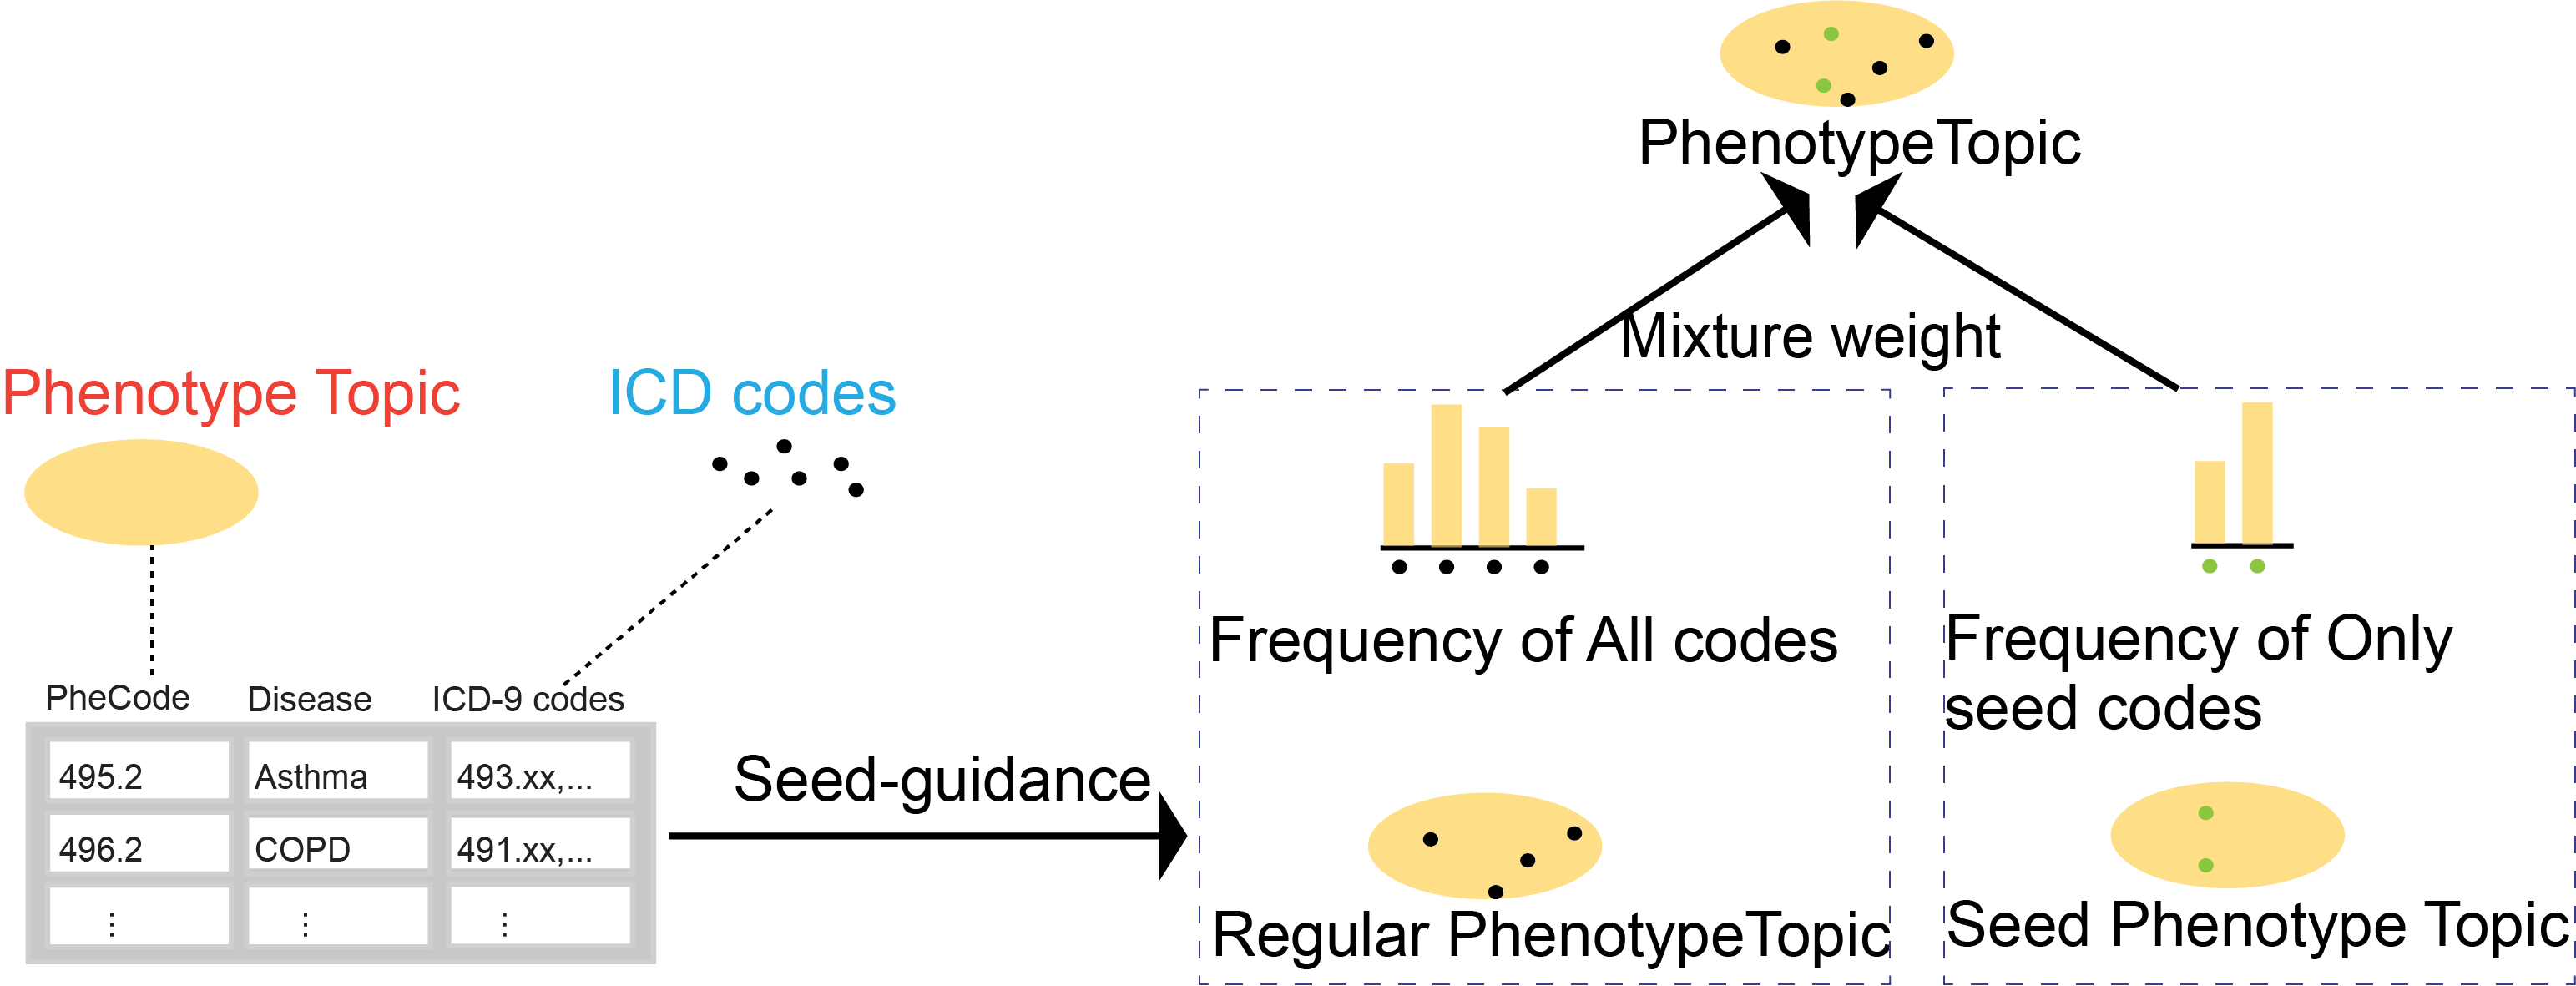 PhenotypeTopic
Mixture weight
Phenotype Topic
ICD codes
PheCode Disease ICD-9 codes
495.2 Asthma 493.xx,...
496.2 COPD 491.xx,...
⋮ ⋮ ⋮
Seed-guidance
Frequency of All codes
Regular PhenotypeTopic
Frequency of Only
seed codes
Seed Phenotype Topic